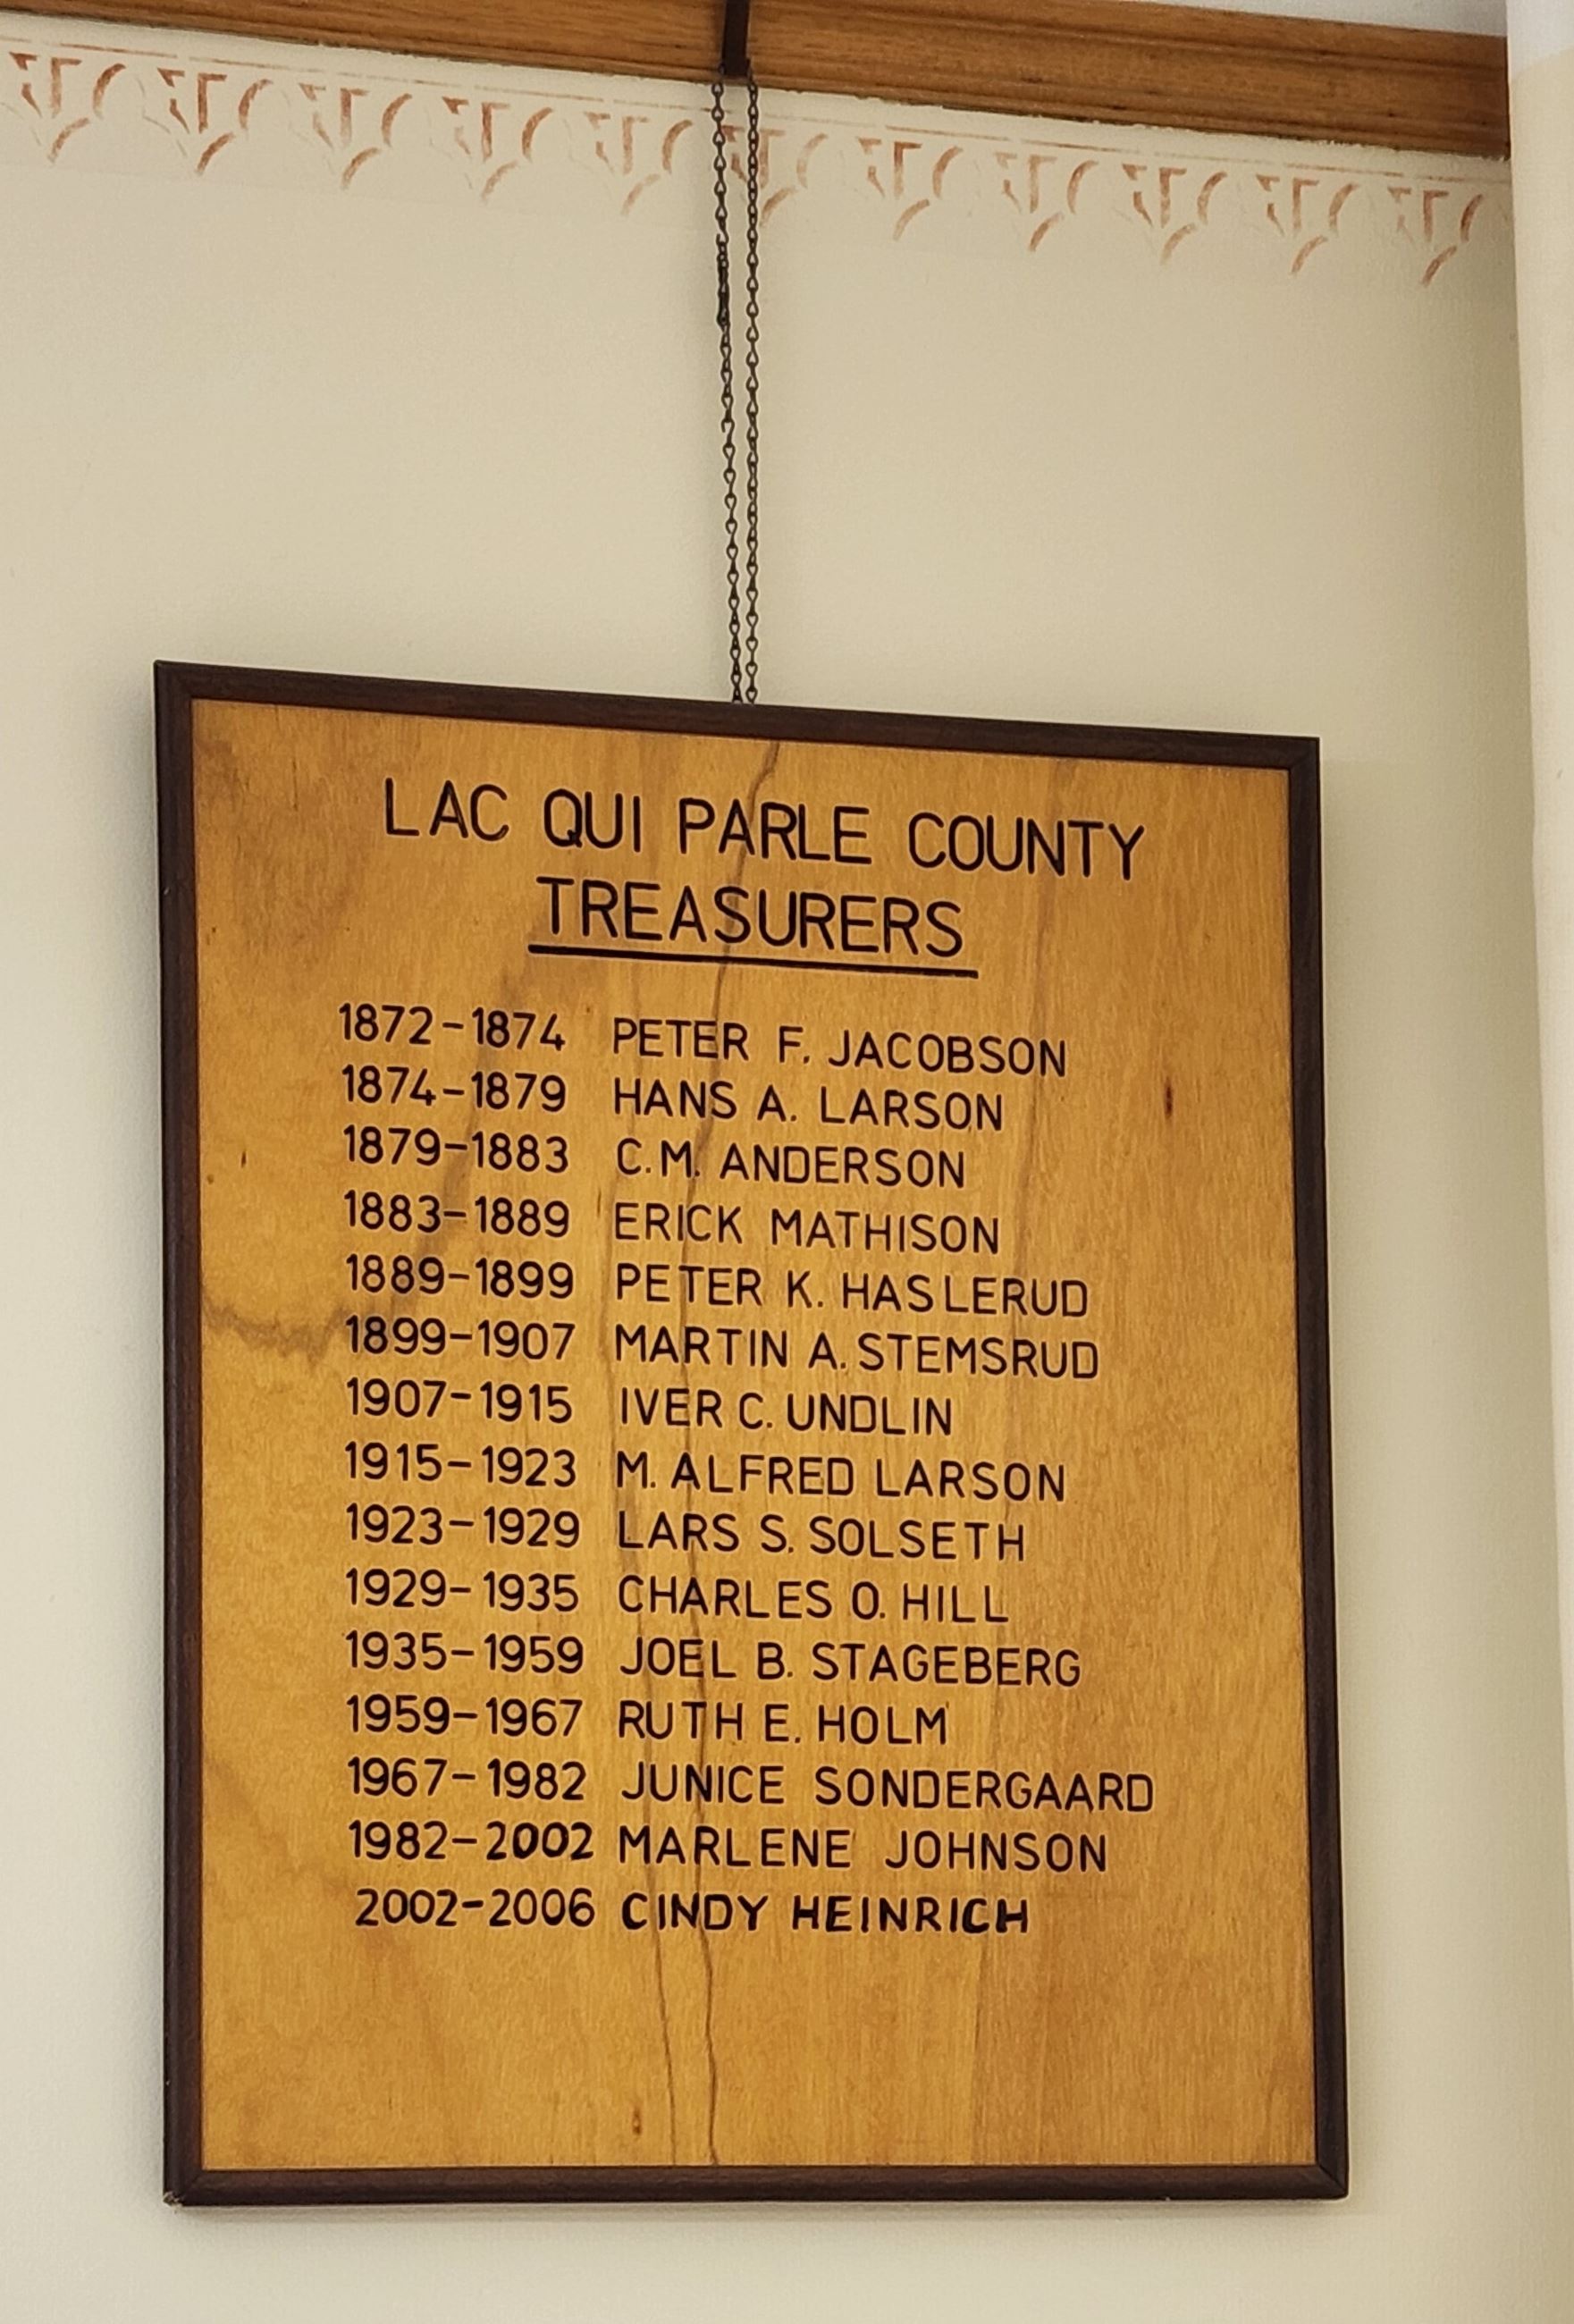 LAC QUI PARLE COUNTY
TREASURERS
1872-1874 PETER F. JACOBSON
1874-1879 HANS A. LARSON
1879-1883 C.M. ANDERSON
1883-1889 ERICK MATHISON
1889-1899 PETER K. HASLERUD
1899-1907 MARTIN A. STEMSRUD
1907-1915 IVER C. UNDLIN
1915-1923 M. ALFRED LARSON
1923-1929 LARS S. SOLSETH
1929-1935 CHARLES O. HILL
1935-1959 JOEL B. STAGEBERG
1959-1967 RUTH E. HOLM
1967-1982 JUNICE SONDERGAARD
1982-2002 MARLENE JOHNSON
2002-2006 CINDY HEINRICH